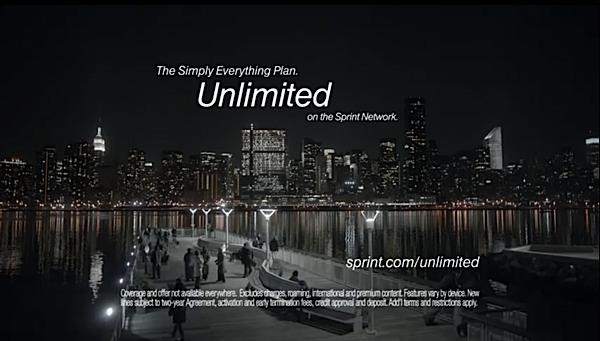 The Simply Everything Plan.
Unlimited
on the Sprint Network.
sprint.com/unlimited
Coverage and offer not available everywhere. Excludes charges, roaming, international and premium content. Features vary by device. New
lines subject to two-year Agreement, activation and early termination fees, credit approval and deposit. Add'l terms and restrictions apply.